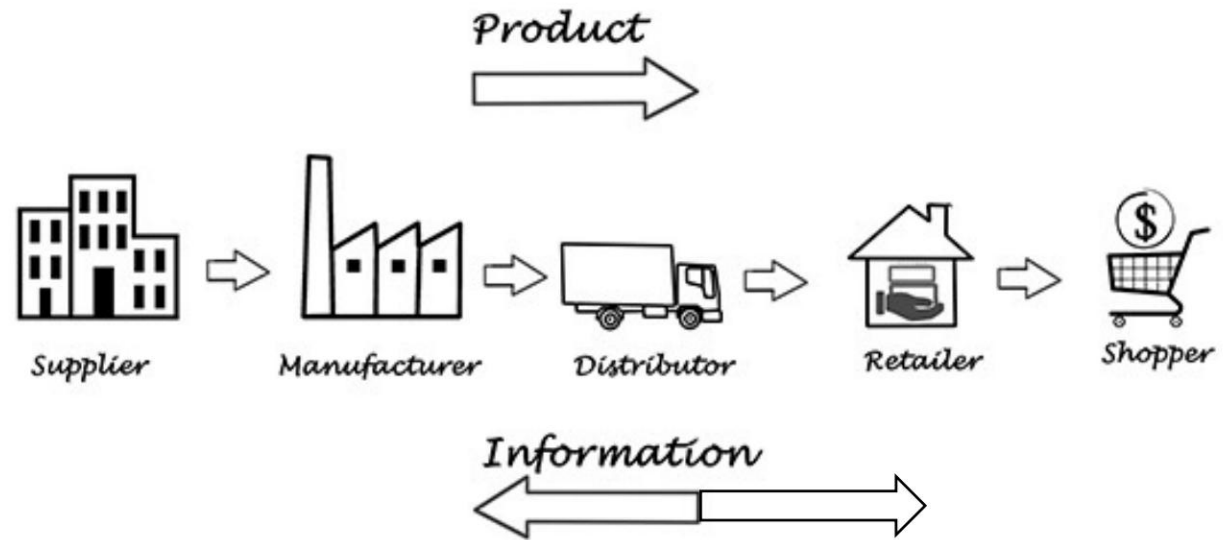 Product
$
Supplier
Manufacturer
Distributor
Retailer
Shopper
Information